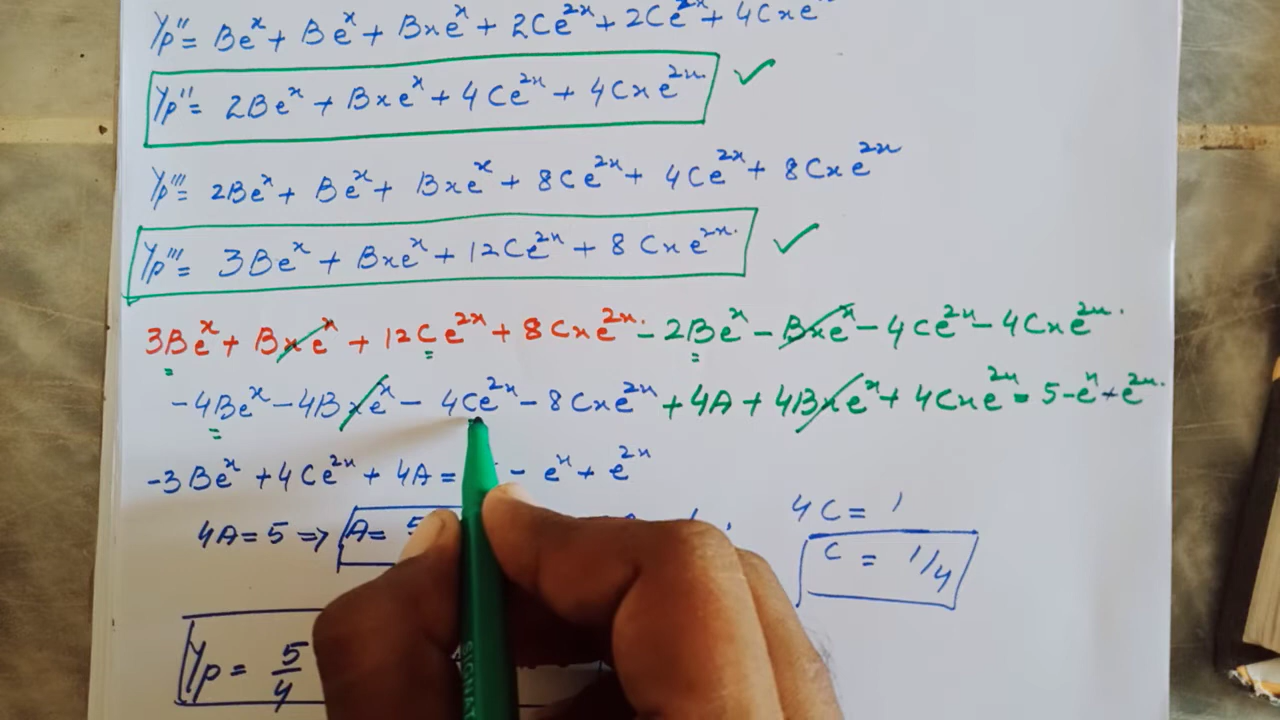 Yp'' = Be^x + Be^x + Bxe^x + 2Ce^2x + 2Ce^2x + 4Cxe
Yp'' = 2Be^x + Bxe^x + 4Ce^2x + 4Cxe^2x. ✓
Yp''' = 2Be^x + Be^x + Bxe^x + 8Ce^2x + 4Ce^2x + 8Cxe^2x
Yp''' = 3Be^x + Bxe^x + 12Ce^2x + 8Cxe^2x. ✓
3Be^x + Bxe^x + 12Ce^2x + 8Cxe^2x. - 2Be^x - Bxe^x - 4Ce^2x - 4Cxe^2x.
-4Be^x - 4Bxe^x - 4Ce^2x - 8Cxe^2x + 4A + 4Bxe^x + 4Cxe^2x = 5 - e^x + e^2x.
-3Be^x + 4Ce^2x + 4A = - e^x + e^2x
4A = 5 => A = 5
4C = 1
C = 1/4
Yp = 5/4